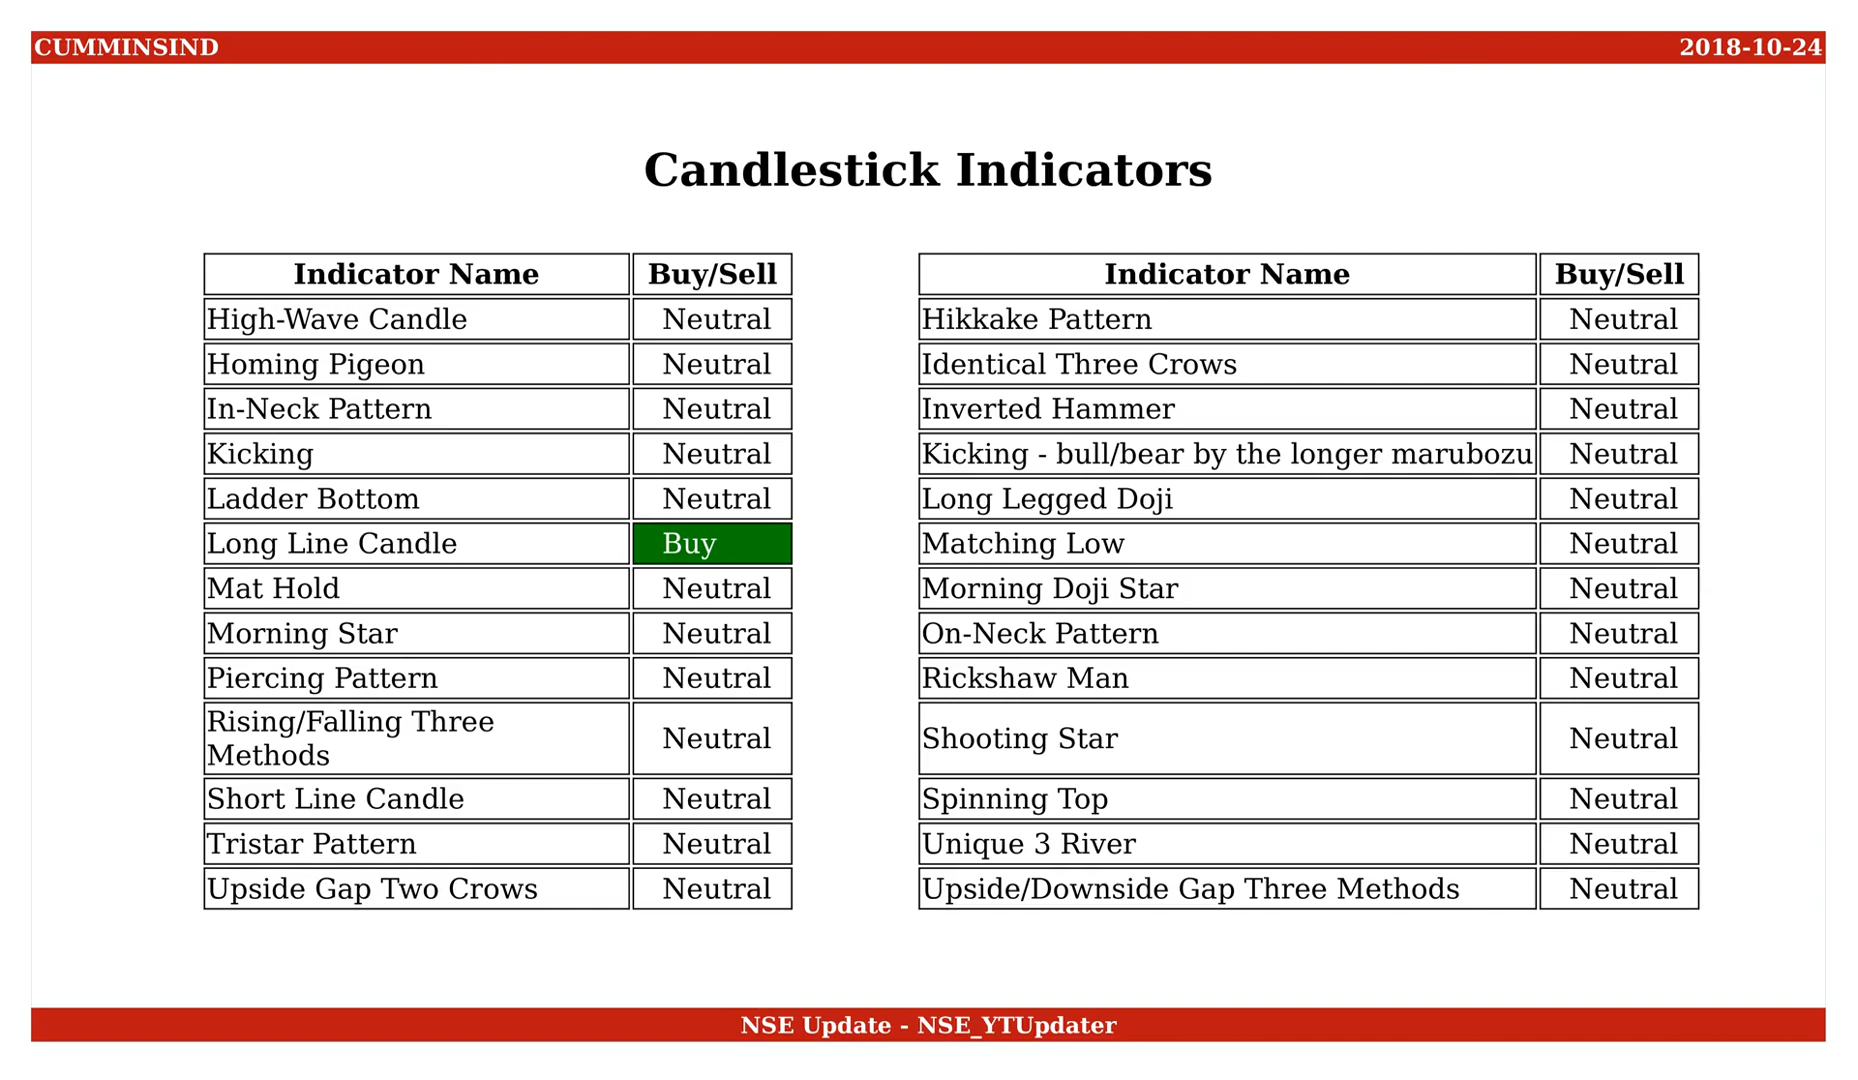 CUMMINSIND 2018-10-24
Candlestick Indicators
Indicator Name Buy/Sell
High-Wave Candle Neutral
Homing Pigeon Neutral
In-Neck Pattern Neutral
Kicking Neutral
Ladder Bottom Neutral
Long Line Candle Buy
Mat Hold Neutral
Morning Star Neutral
Piercing Pattern Neutral
Rising/Falling Three
Methods Neutral
Short Line Candle Neutral
Tristar Pattern Neutral
Upside Gap Two Crows Neutral
Indicator Name Buy/Sell
Hikkake Pattern Neutral
Identical Three Crows Neutral
Inverted Hammer Neutral
Kicking - bull/bear by the longer marubozu Neutral
Long Legged Doji Neutral
Matching Low Neutral
Morning Doji Star Neutral
On-Neck Pattern Neutral
Rickshaw Man Neutral
Shooting Star Neutral
Spinning Top Neutral
Unique 3 River Neutral
Upside/Downside Gap Three Methods Neutral
NSE Update - NSE_YTUpdater